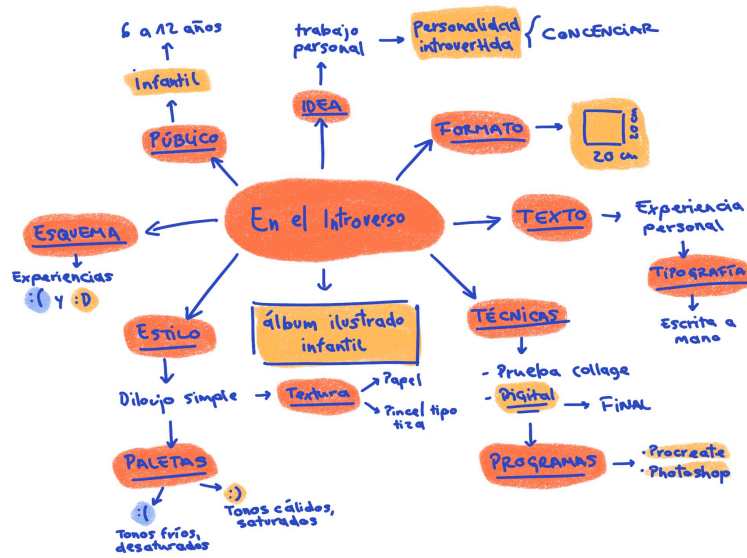 6 a 12 años
infantil
PÚBLICO
trabajo
personal
IDEA
Personalidad
introvertida
CONCENCIAR
FORMATO
20 cm
20 cm
En el Introverso
TEXTO
Experiencia
personal
TIPOGRAFÍA
Escrita a
mano
ESQUEMA
Experiencias
:( y :D
ESTILO
Dibujo simple
Textura
Papel
Pincel tipo
tiza
PALETAS
:(
Tonos fríos,
desaturados
:)
Tonos cálidos,
saturados
álbum ilustrado
infantil
TÉCNICAS
- Prueba collage
- Digital
FINAL
PROGRAMAS
· Procreate
· Photoshop